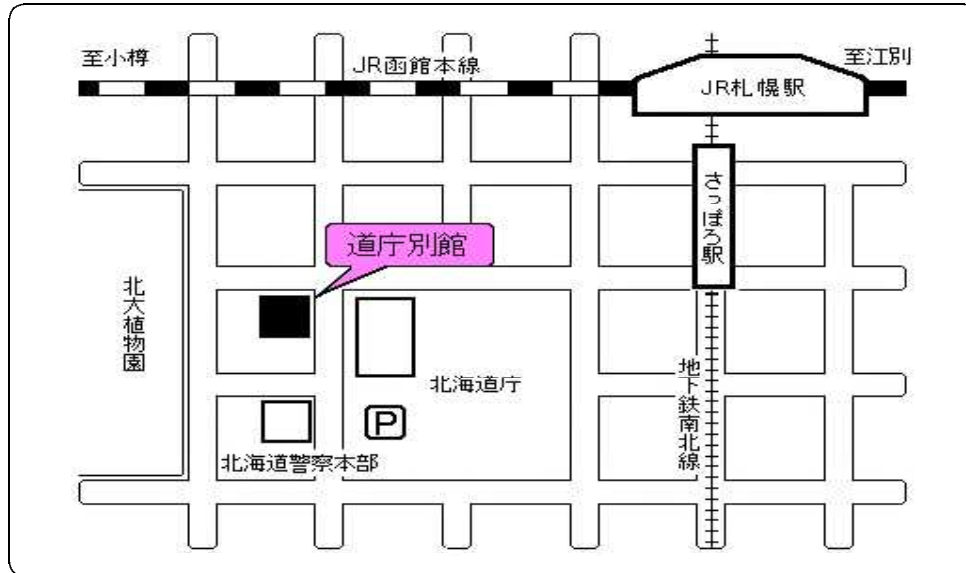 至小樽
JR函館本線
至江別
JR札幌駅
さっぽろ駅
道庁別館
北大植物園
北海道庁
地下鉄南北線
P
北海道警察本部